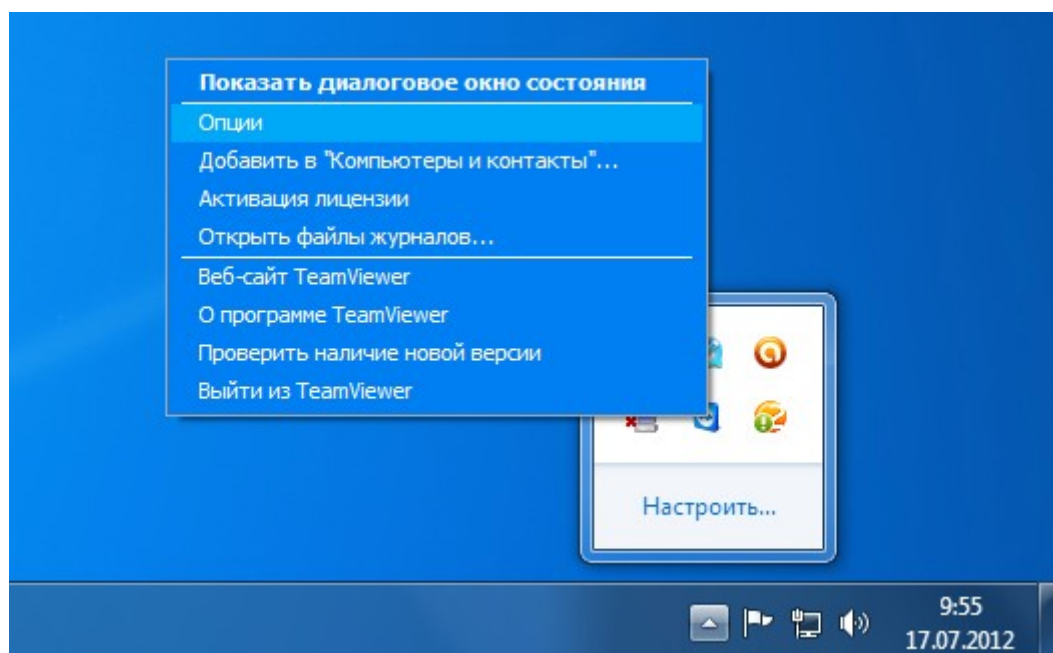 Показать диалоговое окно состояния
Опции
Добавить в "Компьютеры и контакты"...
Активация лицензии
Открыть файлы журналов...
Веб-сайт TeamViewer
О программе TeamViewer
Проверить наличие новой версии
Выйти из TeamViewer
Настроить...
9:55
17.07.2012